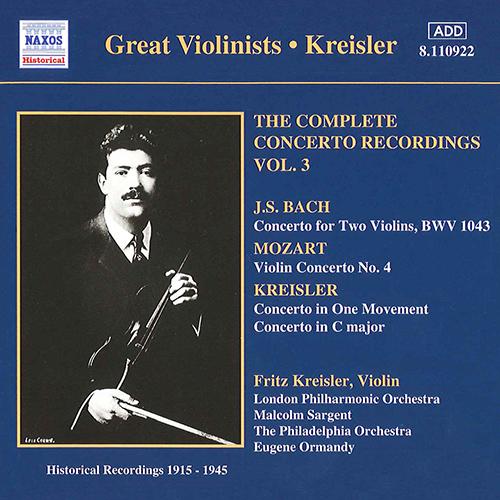 NAXOS
Historical
Great Violinists • Kreisler
ADD
8.110922
THE COMPLETE
CONCERTO RECORDINGS
VOL. 3
J.S. BACH
Concerto for Two Violins, BWV 1043
MOZART
Violin Concerto No. 4
KREISLER
Concerto in One Movement
Concerto in C major
Fritz Kreisler, Violin
London Philharmonic Orchestra
Malcolm Sargent
The Philadelphia Orchestra
Eugene Ormandy
Historical Recordings 1915 - 1945